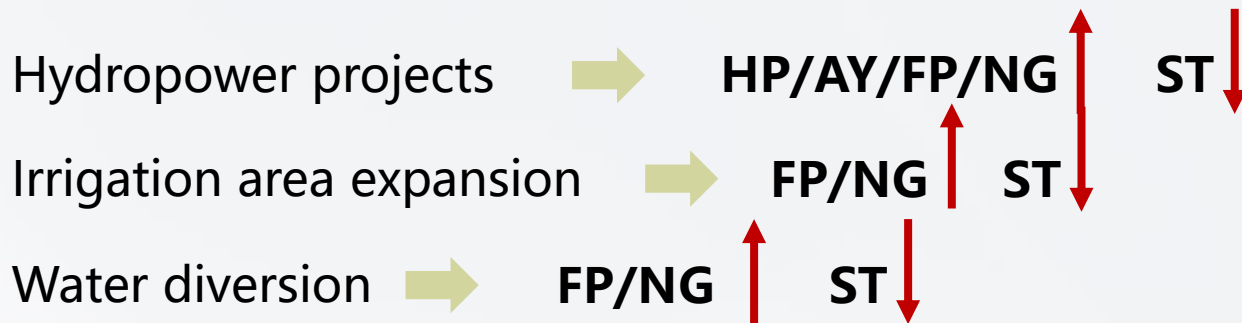 Hydropower projects HP/AY/FP/NG ST
Irrigation area expansion FP/NG ST
Water diversion FP/NG ST